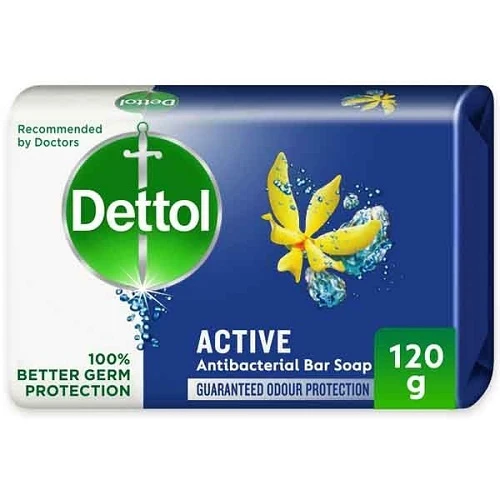 Dettol
Recommended
by Doctors
Dettol
100%
BETTER GERM
PROTECTION
ACTIVE
Antibacterial Bar Soap
GUARANTEED ODOUR PROTECTION
120
g